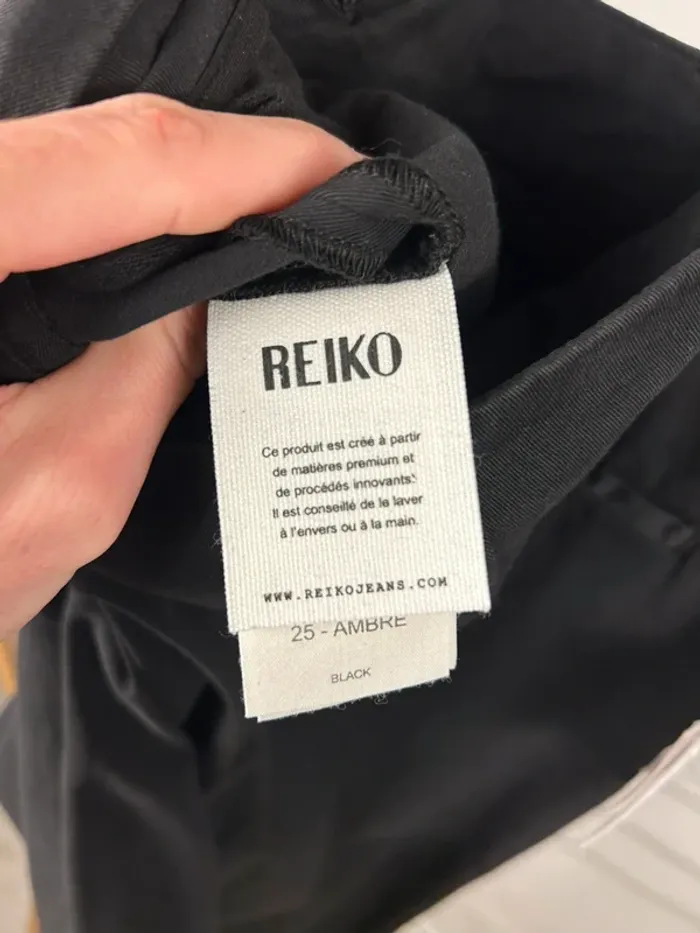 REIKO
Ce produit est créé à partir
de matières premium et
de procédés innovants.
Il est conseillé de le laver
à l'envers ou à la main.
WWW.REIKOJEANS.COM
25 - AMBRE
BLACK